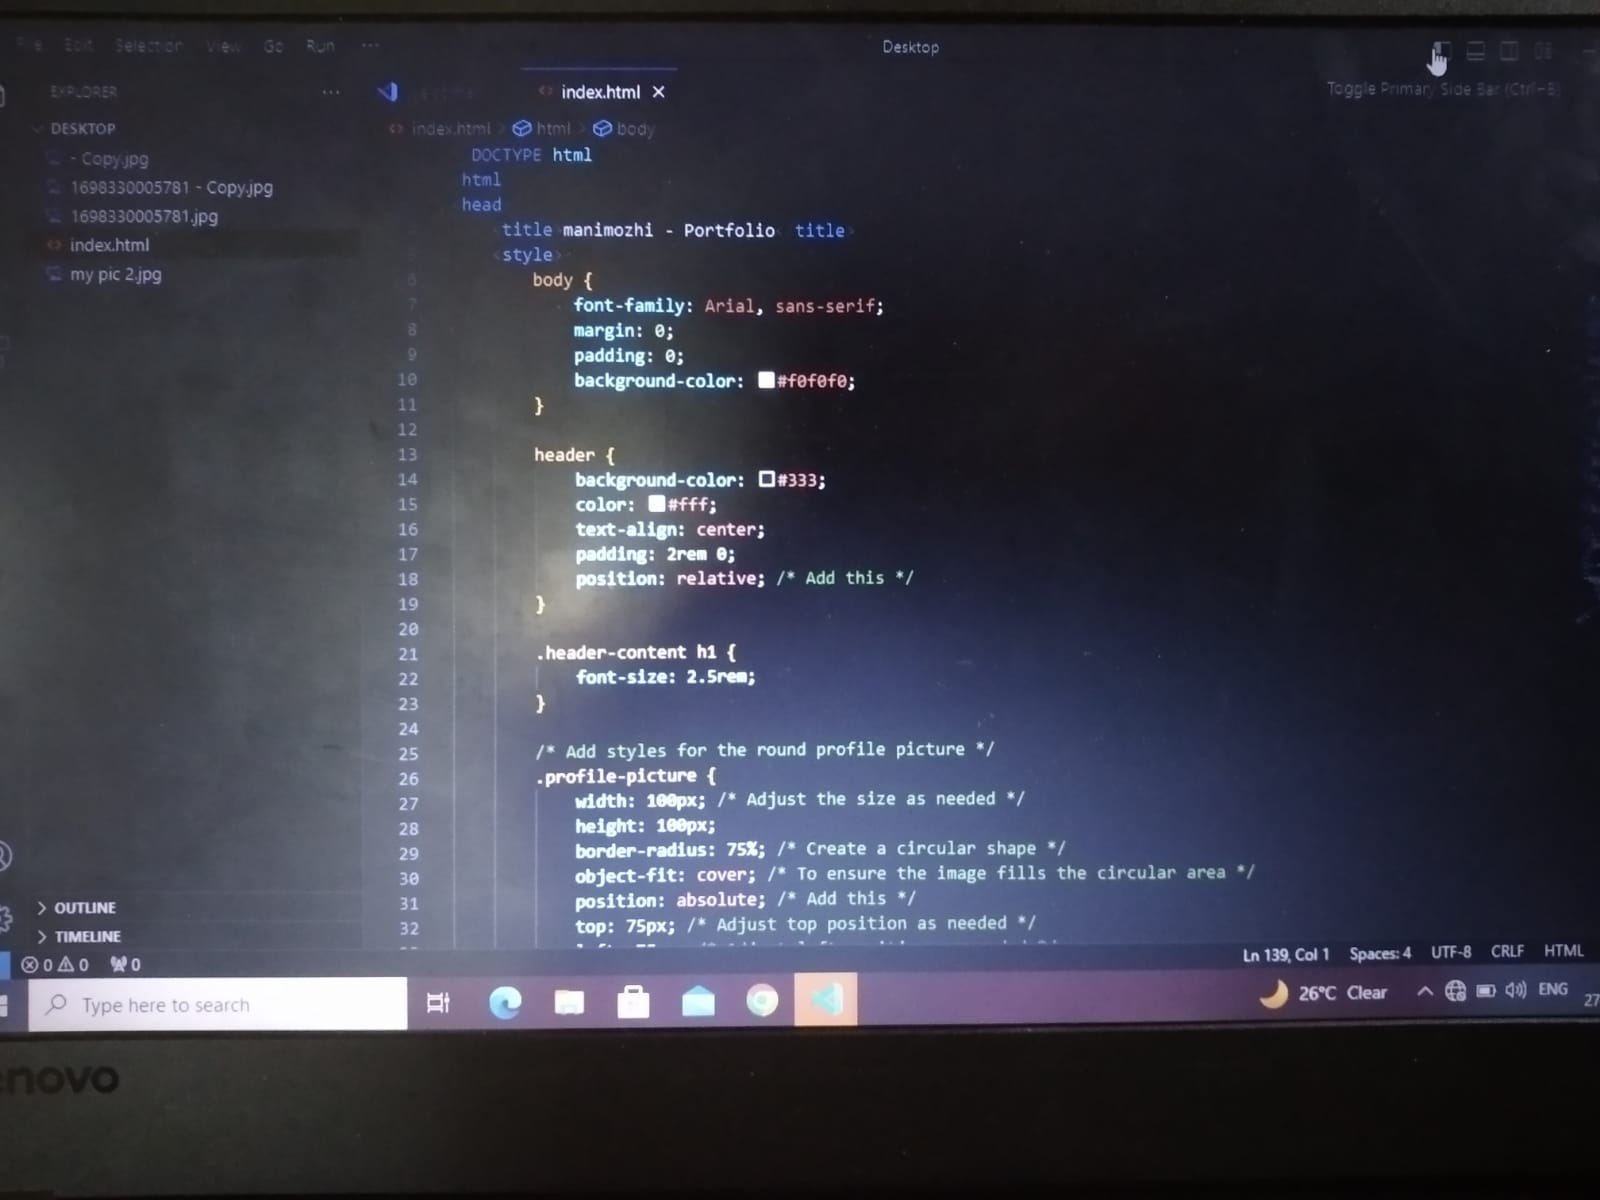 File Edit Selection View Go Run ...
Desktop
Toggle Primary Side Bar (Ctrl+B)
EXPLORER ...
DESKTOP
- Copy.jpg
1698330005781 - Copy.jpg
1698330005781.jpg
index.html
my pic 2.jpg
OUTLINE
TIMELINE
index.html ×
index.html > html > body
DOCTYPE html
html
head
title manimozhi - Portfolio title
<style>
6 body {
7 font-family: Arial, sans-serif;
8 margin: 0;
9 padding: 0;
10 background-color: #f0f0f0;
11 }
12
13 header {
14 background-color: #333;
15 color: #fff;
16 text-align: center;
17 padding: 2rem 0;
18 position: relative; /* Add this */
19 }
20
21 .header-content h1 {
22 font-size: 2.5rem;
23 }
24
25 /* Add styles for the round profile picture */
26 .profile-picture {
27 width: 100px; /* Adjust the size as needed */
28 height: 100px;
29 border-radius: 75%; /* Create a circular shape */
30 object-fit: cover; /* To ensure the image fills the circular area */
31 position: absolute; /* Add this */
32 top: 75px; /* Adjust top position as needed */
0 0 0
Ln 139, Col 1 Spaces: 4 UTF-8 CRLF HTML
Type here to search
26°C Clear
ENG
27
enovo